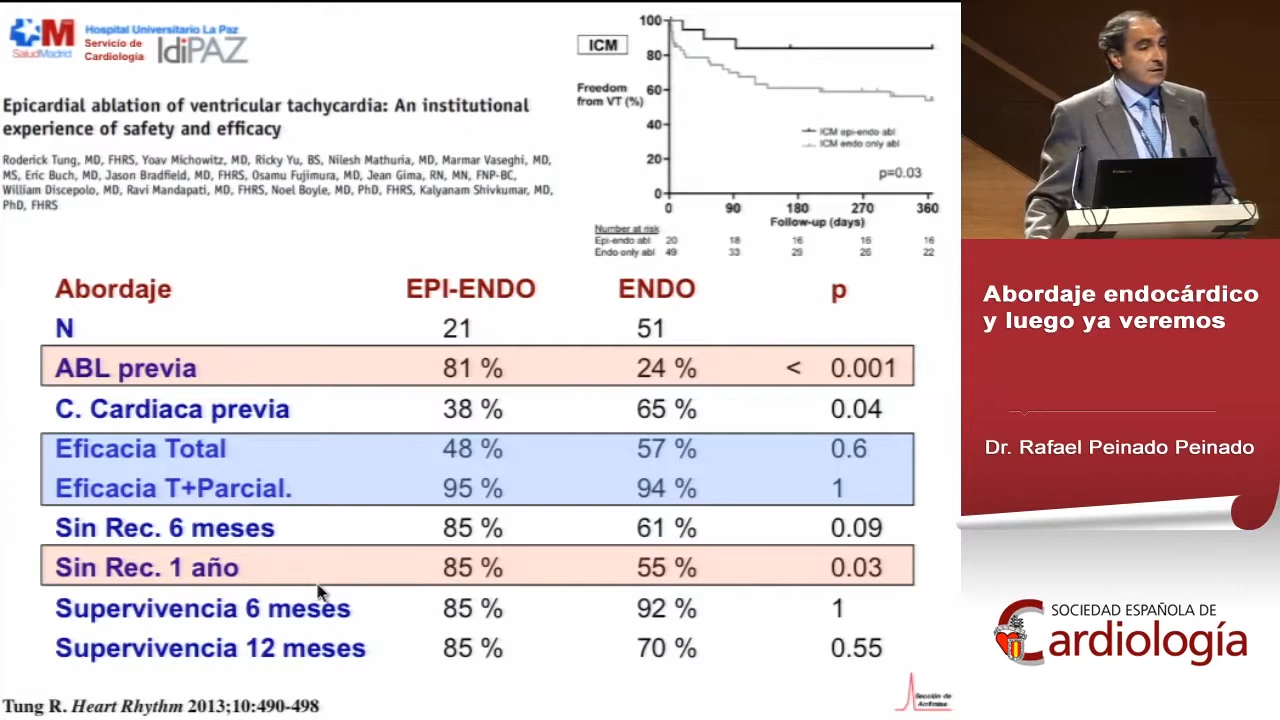 M
SaludMadrid
Hospital Universitario La Paz
Servicio de
Cardiología
IdiPAZ
Epicardial ablation of ventricular tachycardia: An institutional
experience of safety and efficacy
Roderick Tung, MD, FHRS, Yoav Michowitz, MD, Ricky Yu, BS, Nilesh Mathuria, MD, Marmar Vaseghi, MD,
MS, Eric Buch, MD, Jason Bradfield, MD, FHRS, Osamu Fujimura, MD, Jean Gima, RN, MN, FNP-BC,
William Discepolo, MD, Ravi Mandapati, MD, FHRS, Noel Boyle, MD, PhD, FHRS, Kalyanam Shivkumar, MD,
PhD, FHRS
ICM
Freedom
from VT (%)
100
80
60
40
20
0
ICM epi-endo abl
ICM endo only abl
p=0.03
0 90 180 270 360
Follow-up (days)
Number at risk
Epi-endo abl 20 18 16 16 16
Endo only abl 49 33 29 26 22
Abordaje EPI-ENDO ENDO p
N 21 51
ABL previa 81 % 24 % < 0.001
C. Cardiaca previa 38 % 65 % 0.04
Eficacia Total 48 % 57 % 0.6
Eficacia T+Parcial. 95 % 94 % 1
Sin Rec. 6 meses 85 % 61 % 0.09
Sin Rec. 1 año 85 % 55 % 0.03
Supervivencia 6 meses 85 % 92 % 1
Supervivencia 12 meses 85 % 70 % 0.55
Tung R. Heart Rhythm 2013;10:490-498
Sección de
Arritmias
Abordaje endocárdico
y luego ya veremos
Dr. Rafael Peinado Peinado
SOCIEDAD ESPAÑOLA DE
Cardiología